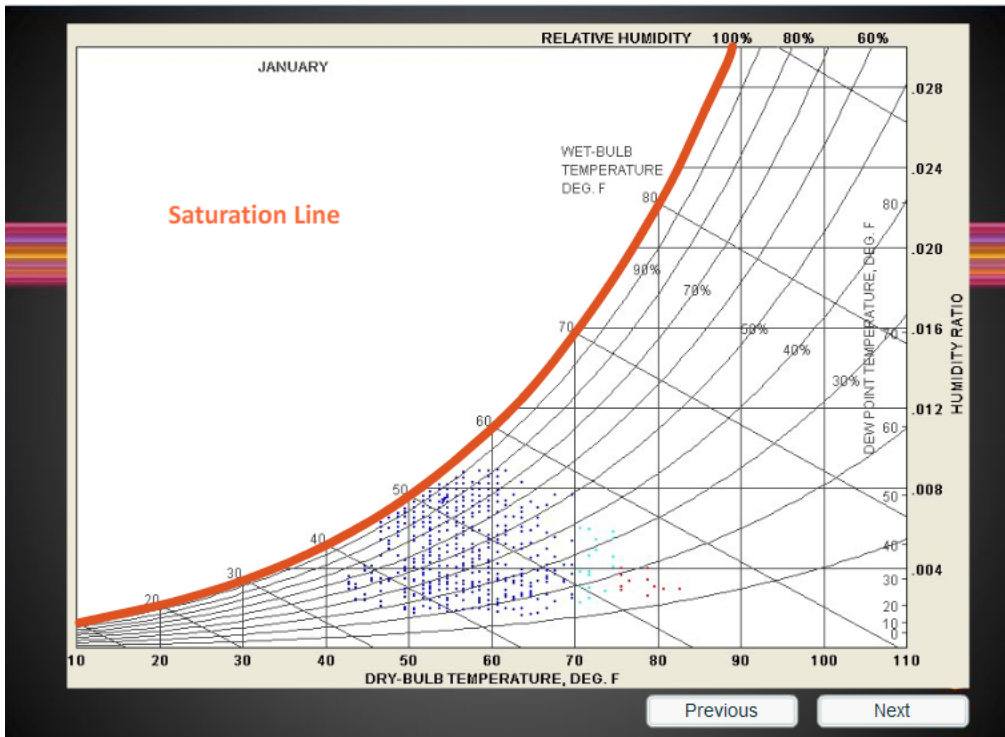 RELATIVE HUMIDITY 100% 80% 60%
JANUARY
.028
WET-BULB
TEMPERATURE
DEG. F
.024
80
80
Saturation Line
.020
90%
70%
DEW POINT TEMPERATURE, DEG. F
HUMIDITY RATIO
70
50%
.016
70
40%
30%
60
.012
60
50
.008
50
40
40
30
.004
30
20
20
10
0
10 20 30 40 50 60 70 80 90 100 110
DRY-BULB TEMPERATURE, DEG. F
Previous Next